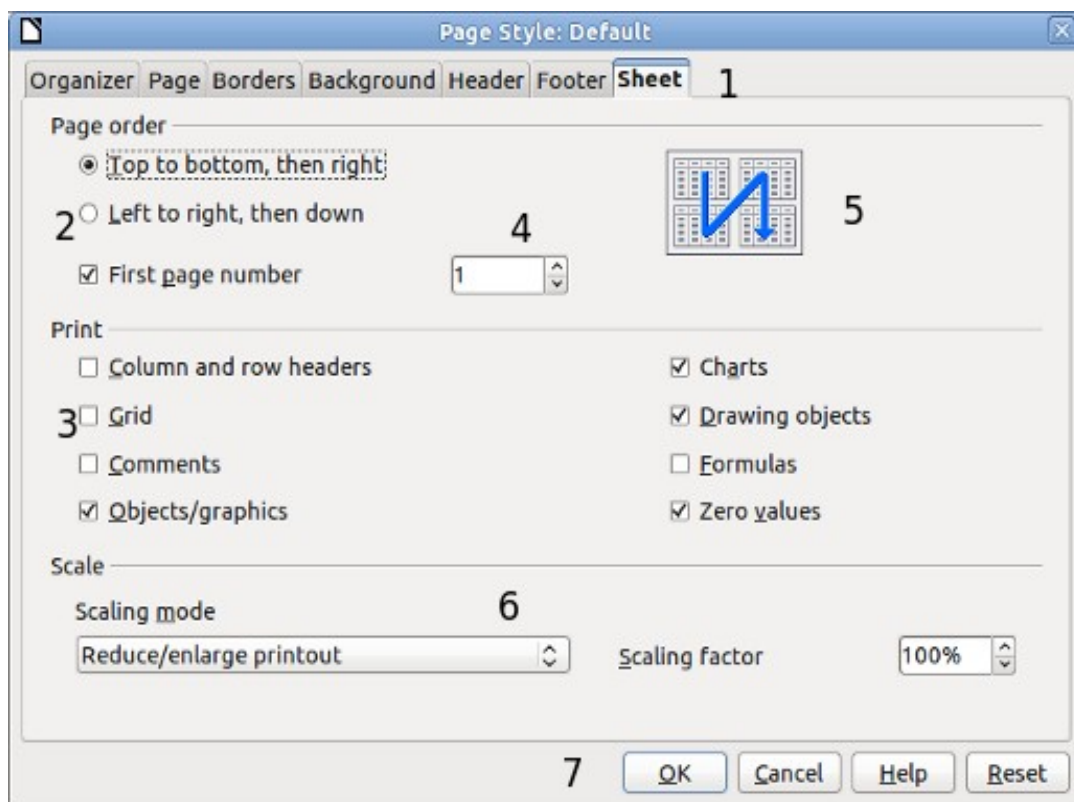 Page Style: Default
Organizer Page Borders Background Header Footer Sheet 1
Page order
Top to bottom, then right
2 Left to right, then down 4 5
First page number 1
Print
Column and row headers Charts
3 Grid Drawing objects
Comments Formulas
Objects/graphics Zero values
Scale
Scaling mode 6
Reduce/enlarge printout Scaling factor 100%
7 OK Cancel Help Reset